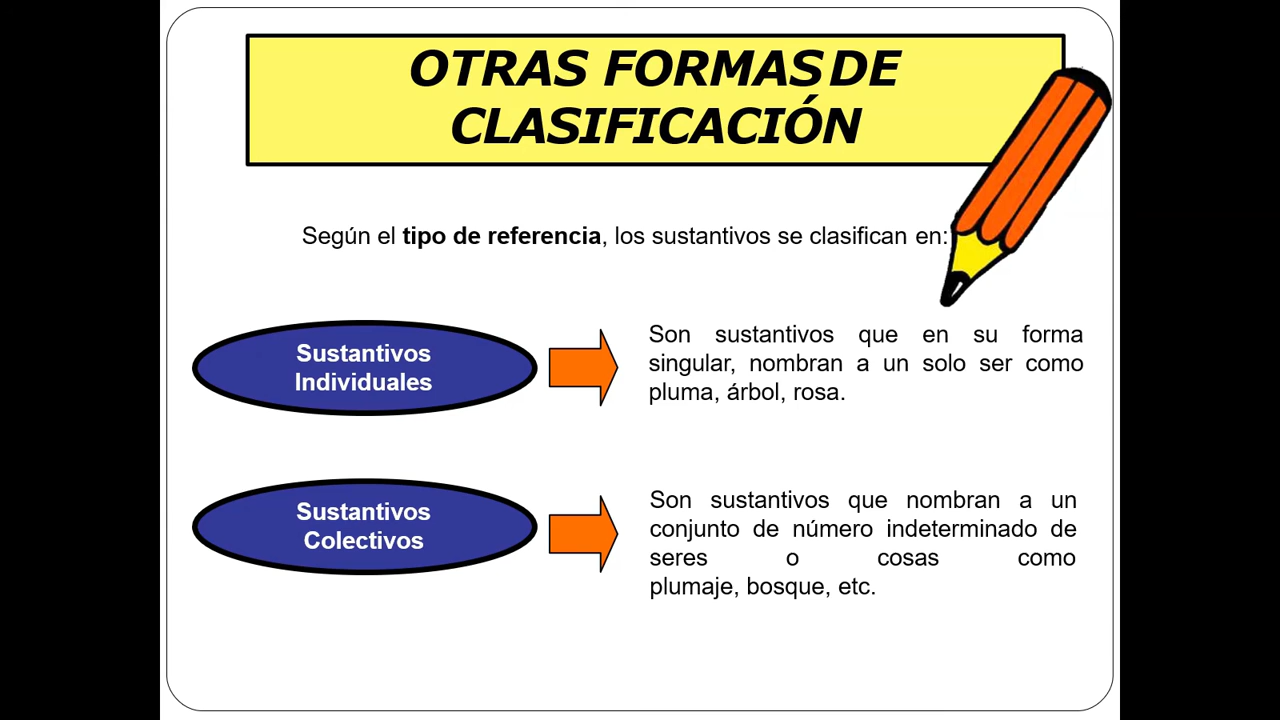 OTRAS FORMAS DE
CLASIFICACIÓN
Según el tipo de referencia, los sustantivos se clasifican en:
Sustantivos
Individuales
Son sustantivos que en su forma
singular, nombran a un solo ser como
pluma, árbol, rosa.
Sustantivos
Colectivos
Son sustantivos que nombran a un
conjunto de número indeterminado de
seres o cosas como
plumaje, bosque, etc.